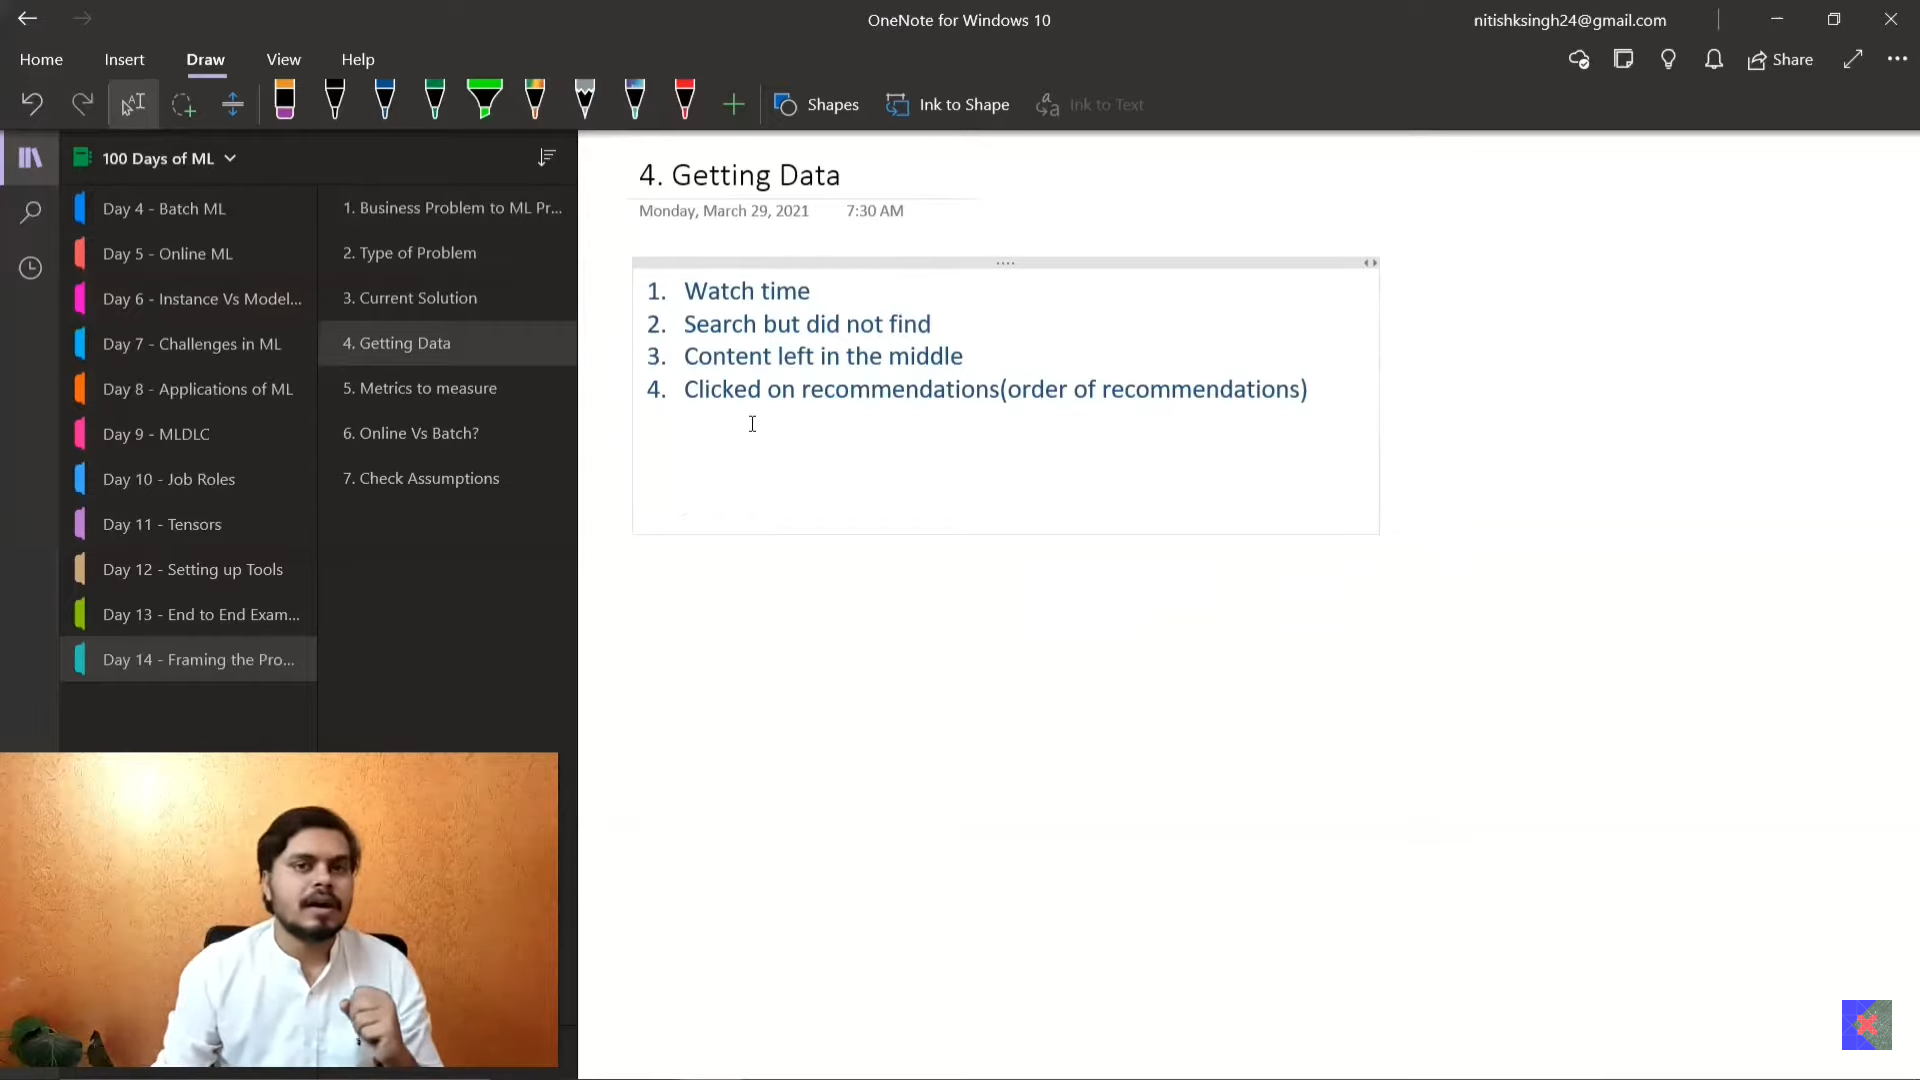 OneNote for Windows 10
nitishksingh24@gmail.com
Home
Insert
Draw
View
Help
Share
Shapes
Ink to Shape
Ink to Text
100 Days of ML
Day 4 - Batch ML
Day 5 - Online ML
Day 6 - Instance Vs Model...
Day 7 - Challenges in ML
Day 8 - Applications of ML
Day 9 - MLDLC
Day 10 - Job Roles
Day 11 - Tensors
Day 12 - Setting up Tools
Day 13 - End to End Exam...
Day 14 - Framing the Pro...
1. Business Problem to ML Pr...
2. Type of Problem
3. Current Solution
4. Getting Data
5. Metrics to measure
6. Online Vs Batch?
7. Check Assumptions
4. Getting Data
Monday, March 29, 2021 7:30 AM
1. Watch time
2. Search but did not find
3. Content left in the middle
4. Clicked on recommendations(order of recommendations)